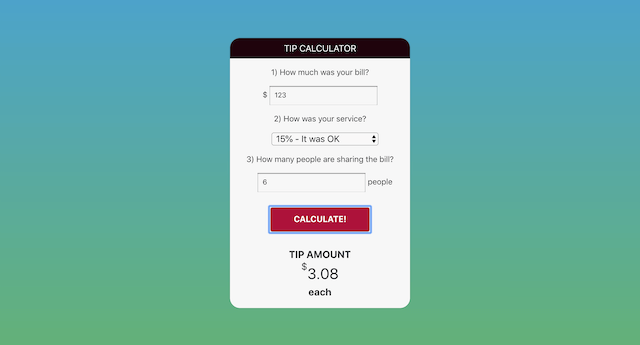 TIP CALCULATOR
1) How much was your bill?
$ 123
2) How was your service?
15% - It was OK
3) How many people are sharing the bill?
6 people
CALCULATE!
TIP AMOUNT
$3.08
each